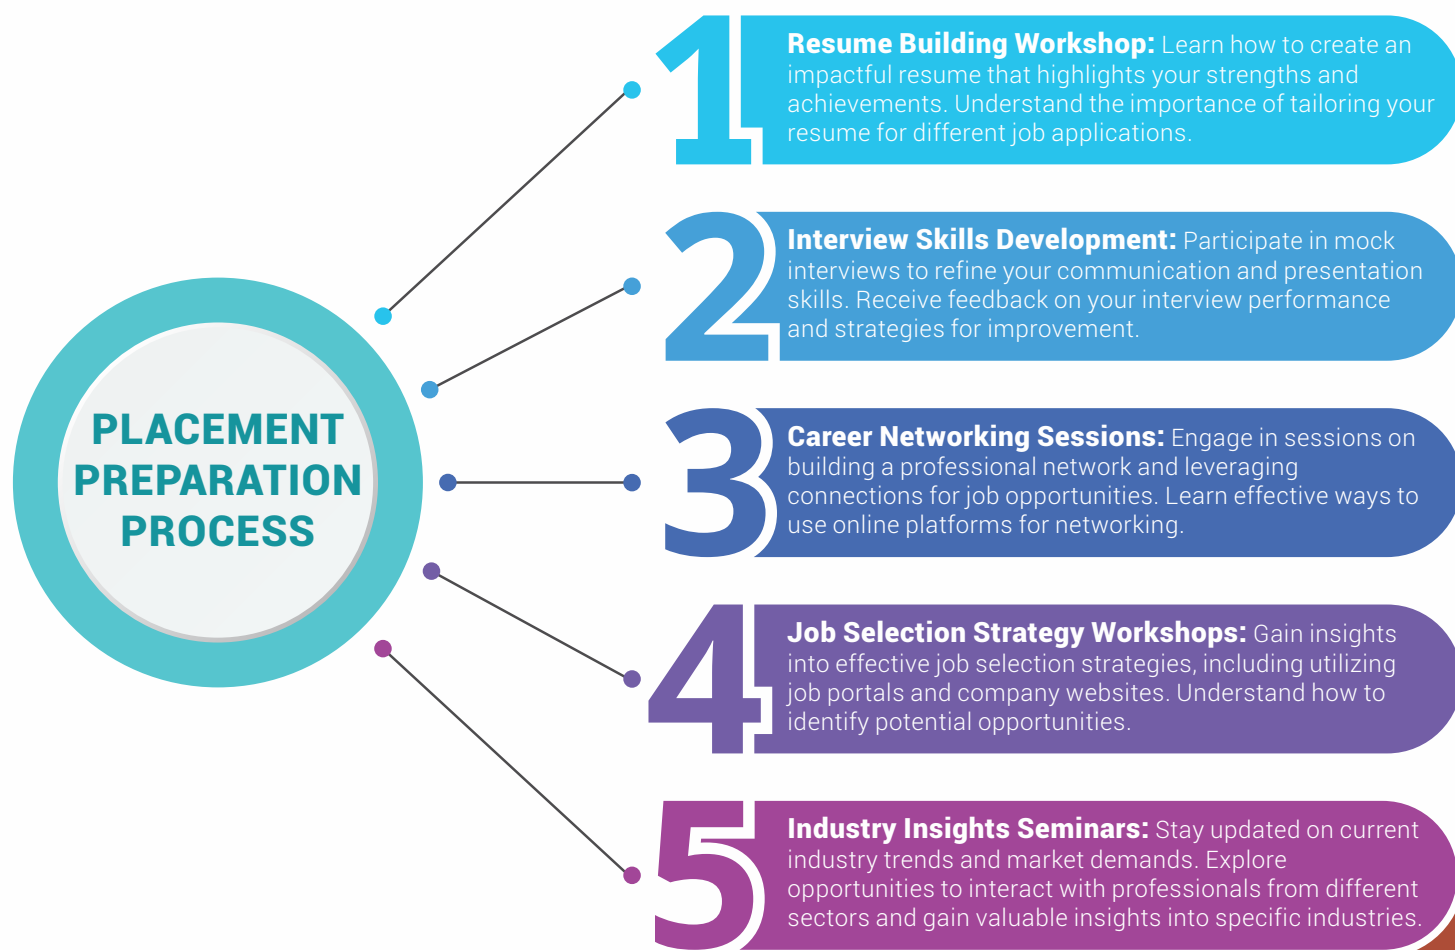 PLACEMENT
PREPARATION
PROCESS
1
Resume Building Workshop: Learn how to create an
impactful resume that highlights your strengths and
achievements. Understand the importance of tailoring your
resume for different job applications.
2
Interview Skills Development: Participate in mock
interviews to refine your communication and presentation
skills. Receive feedback on your interview performance
and strategies for improvement.
3
Career Networking Sessions: Engage in sessions on
building a professional network and leveraging
connections for job opportunities. Learn effective ways to
use online platforms for networking.
4
Job Selection Strategy Workshops: Gain insights
into effective job selection strategies, including utilizing
job portals and company websites. Understand how to
identify potential opportunities.
5
Industry Insights Seminars: Stay updated on current
industry trends and market demands. Explore
opportunities to interact with professionals from different
sectors and gain valuable insights into specific industries.